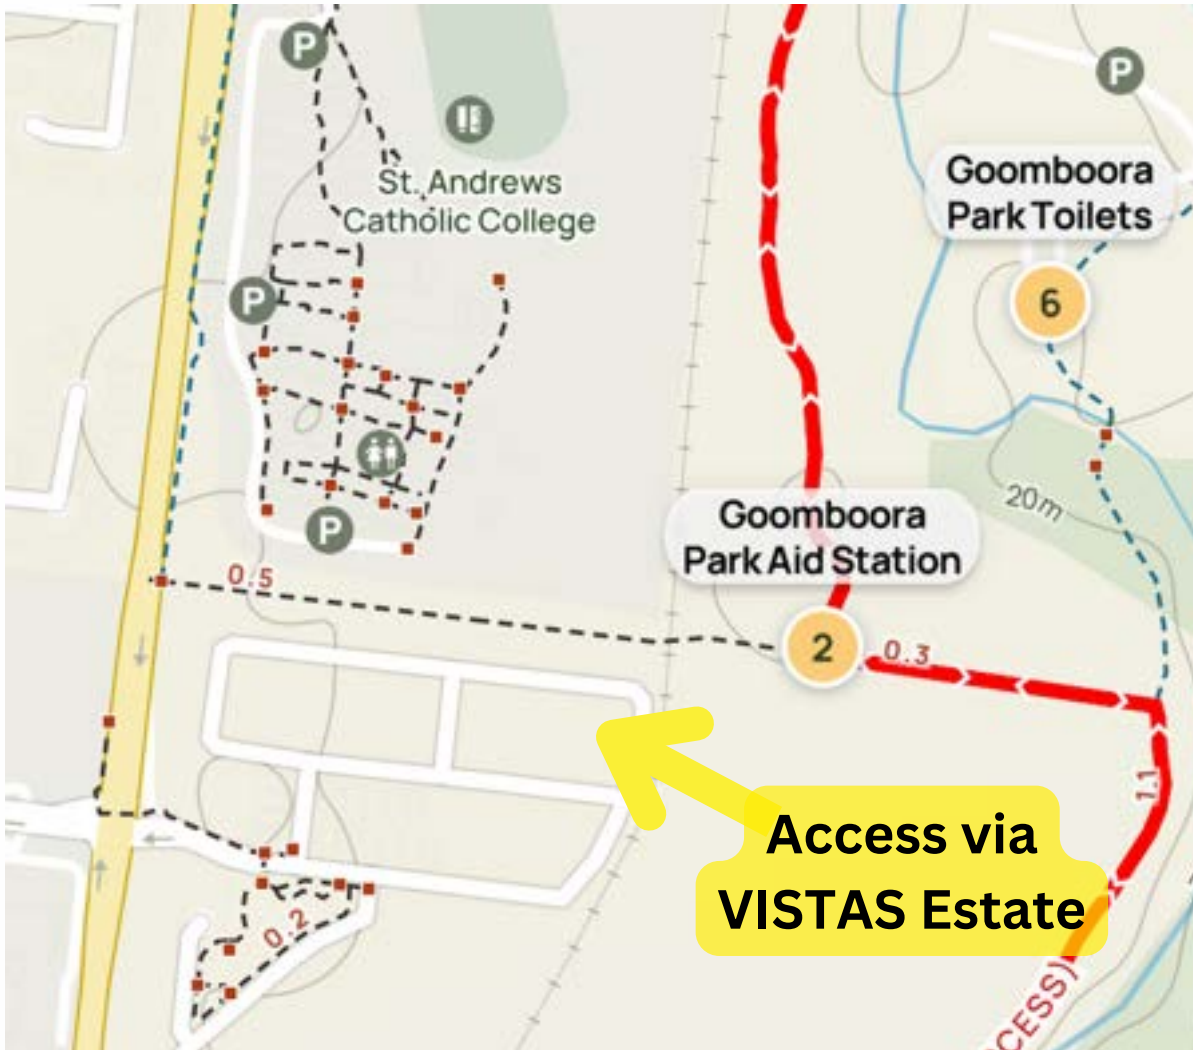 P
P
St. Andrews
Catholic College
Goomboora
Park Toilets
P
6
P
20m
Goomboora
Park Aid Station
0.5
2
0.3
1.1
Access via
VISTAS Estate
0.2
CESS)